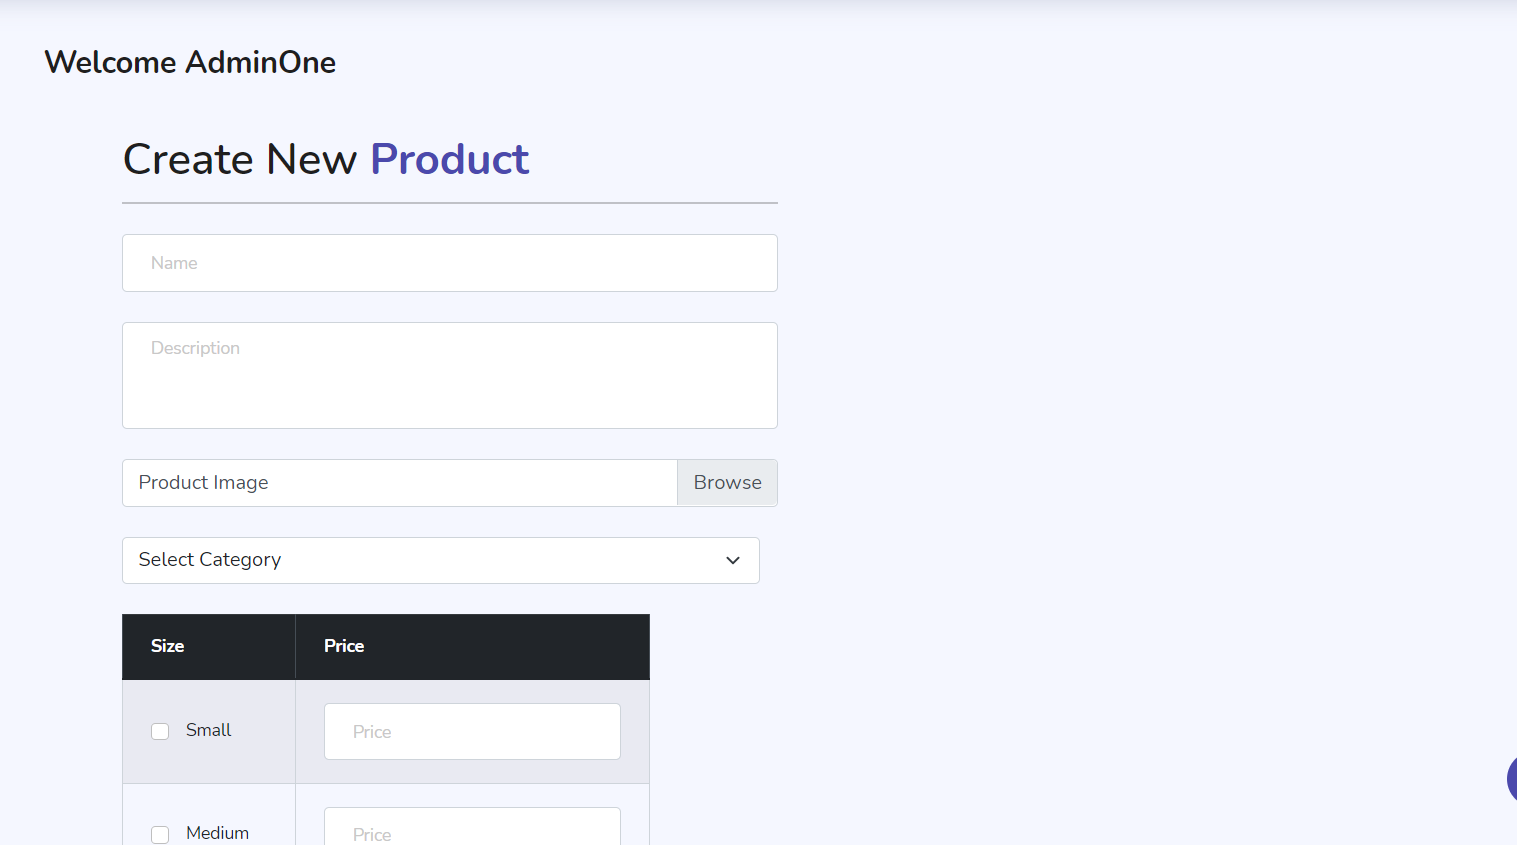 Welcome AdminOne
Create New Product
Name
Description
Product Image Browse
Select Category
Size Price
Small Price
Medium Price